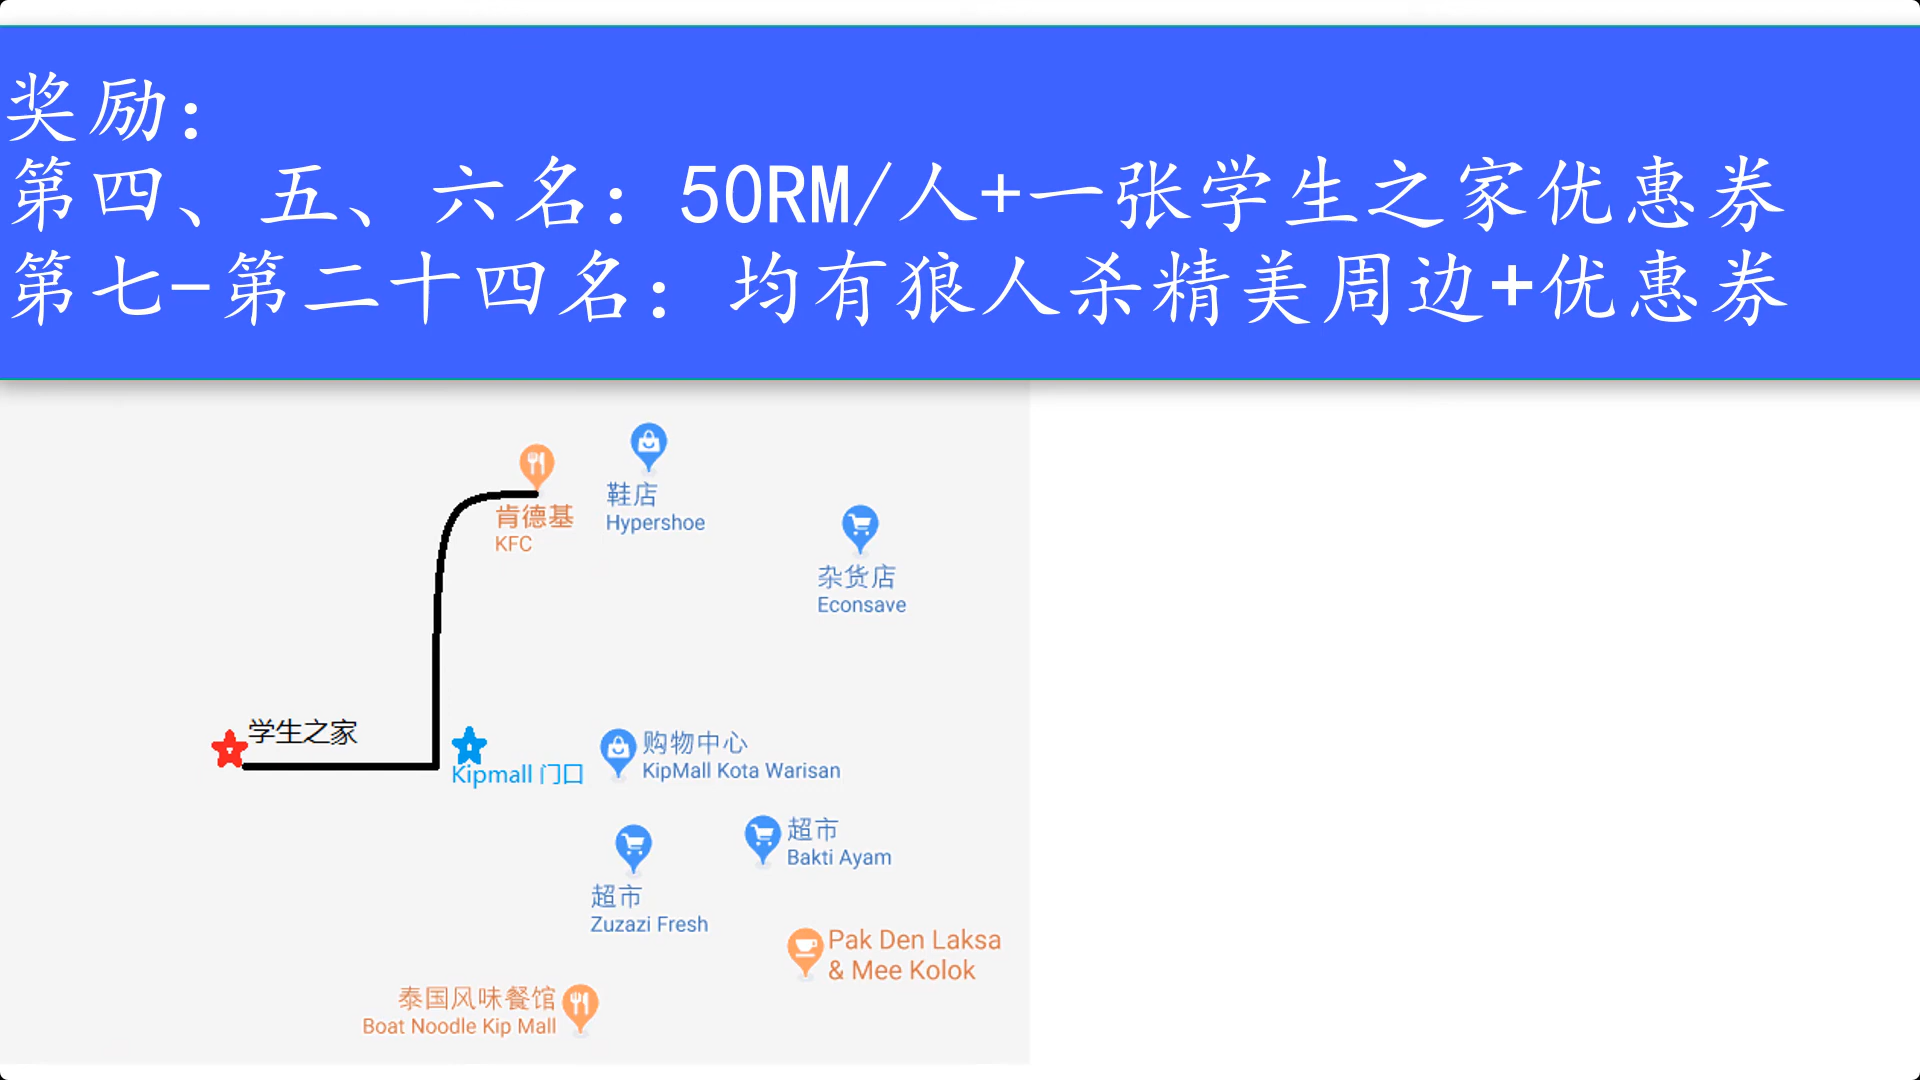 奖励：
第四、五、六名：50RM/人+一张学生之家优惠券
第七-第二十四名：均有狼人杀精美周边+优惠券
肯德基
KFC
鞋店
Hypershoe
杂货店
Econsave
学生之家
Kipmall 门口
购物中心
KipMall Kota Warisan
超市
Bakti Ayam
超市
Zuzazi Fresh
Pak Den Laksa
& Mee Kolok
泰国风味餐馆
Boat Noodle Kip Mall